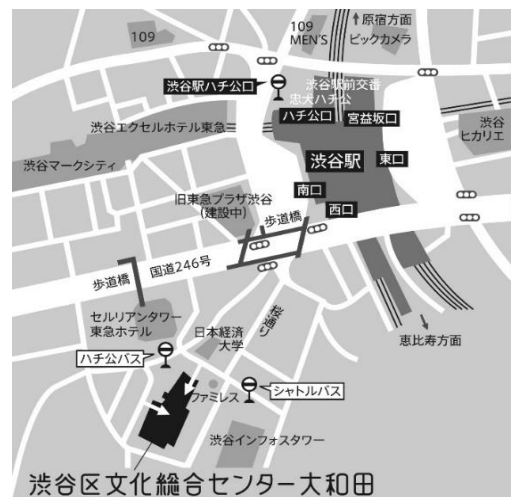 109
MEN'S
↑原宿方面
ビックカメラ
109
渋谷駅前交番
渋谷駅ハチ公口
忠犬ハチ公
ハチ公口
宮益坂口
渋谷エクセルホテル東急
渋谷
ヒカリエ
渋谷マークシティ
渋谷駅
東口
南口
西口
旧東急プラザ渋谷
(建設中)
歩道橋
国道246号
歩道橋
セルリアンタワー
東急ホテル
桜通り
日本経済
大学
恵比寿方面
ハチ公バス
シャトルバス
ファミレス
渋谷インフォスタワー
渋谷区文化総合センター大和田